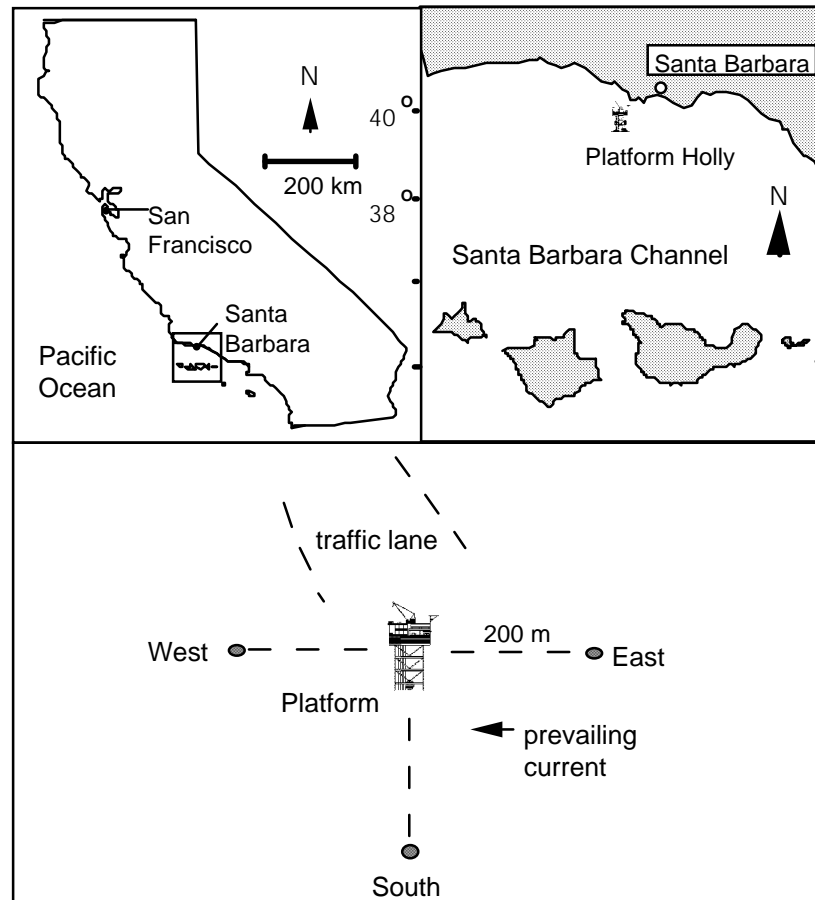 N
40°
200 km
38°
San
Francisco
Santa
Barbara
Pacific
Ocean
Santa Barbara
Platform Holly
N
Santa Barbara Channel
traffic lane
200 m
West
East
Platform
prevailing
current
South